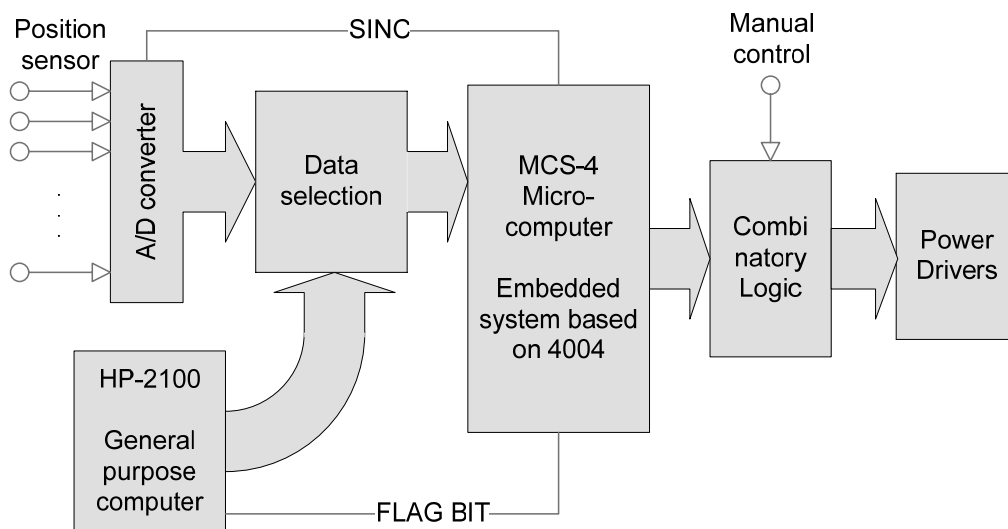 Position
sensor
SINC
Manual
control
A/D converter
Data
selection
MCS-4
Micro-
computer
Embedded
system based
on 4004
Combi
natory
Logic
Power
Drivers
HP-2100
General
purpose
computer
FLAG BIT